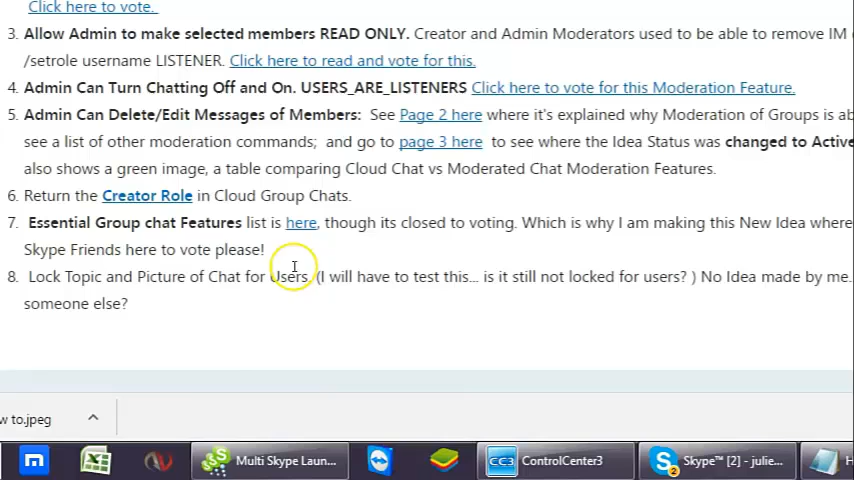 Click here to vote.
3. Allow Admin to make selected members READ ONLY. Creator and Admin Moderators used to be able to remove IM
/setrole username LISTENER. Click here to read and vote for this.
4. Admin Can Turn Chatting Off and On. USERS_ARE_LISTENERS Click here to vote for this Moderation Feature.
5. Admin Can Delete/Edit Messages of Members: See Page 2 here where it's explained why Moderation of Groups is ab
see a list of other moderation commands; and go to page 3 here to see where the Idea Status was changed to Active
also shows a green image, a table comparing Cloud Chat vs Moderated Chat Moderation Features.
6. Return the Creator Role in Cloud Group Chats.
7. Essential Group chat Features list is here, though its closed to voting. Which is why I am making this New Idea where
Skype Friends here to vote please!
8. Lock Topic and Picture of Chat for Users. (I will have to test this... is it still not locked for users? ) No Idea made by me.
someone else?
w to.jpeg
Multi Skype Laun...
CC3 ControlCenter3
2 Skype™ [2] - julie...
H